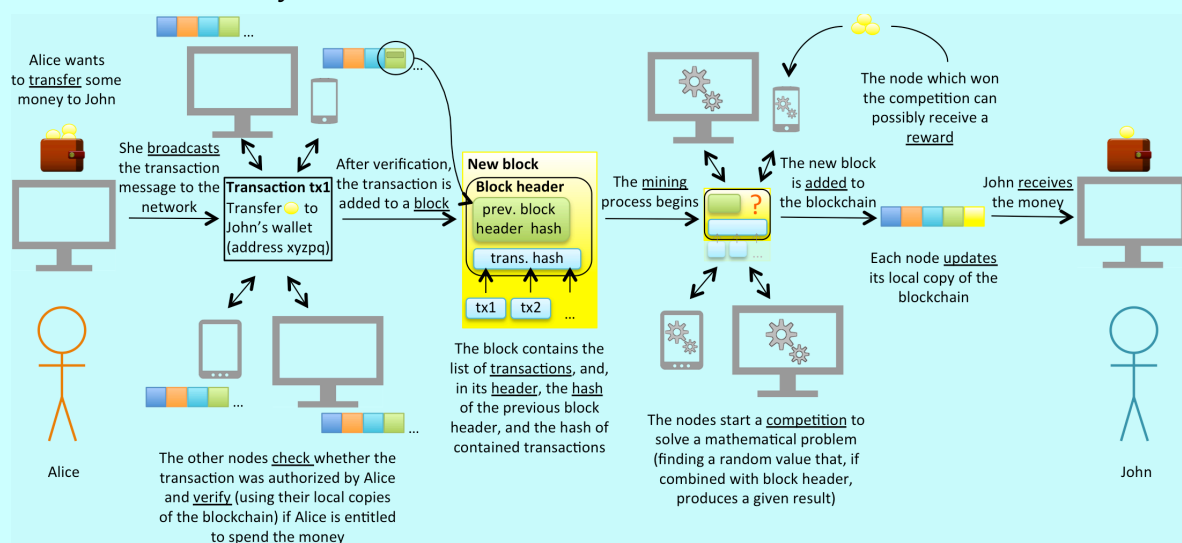 Alice wants
to transfer some
money to John
She broadcasts
the transaction
message to the
network
...
Transaction tx1
Transfer to
John's wallet
(address xyzpq)
...
...
...
The other nodes check whether the
transaction was authorized by Alice
and verify (using their local copies
of the blockchain) if Alice is entitled
to spend the money
Alice
After verification,
the transaction is
added to a block
New block
Block header
prev. block
header hash
trans. hash
tx1
tx2
...
The block contains the
list of transactions, and,
in its header, the hash
of the previous block
header, and the hash of
contained transactions
The mining
process begins
?
...
The nodes start a competition to
solve a mathematical problem
(finding a random value that, if
combined with block header,
produces a given result)
The node which won
the competition can
possibly receive a
reward
The new block
is added to
the blockchain
Each node updates
its local copy of the
blockchain
John receives
the money
John